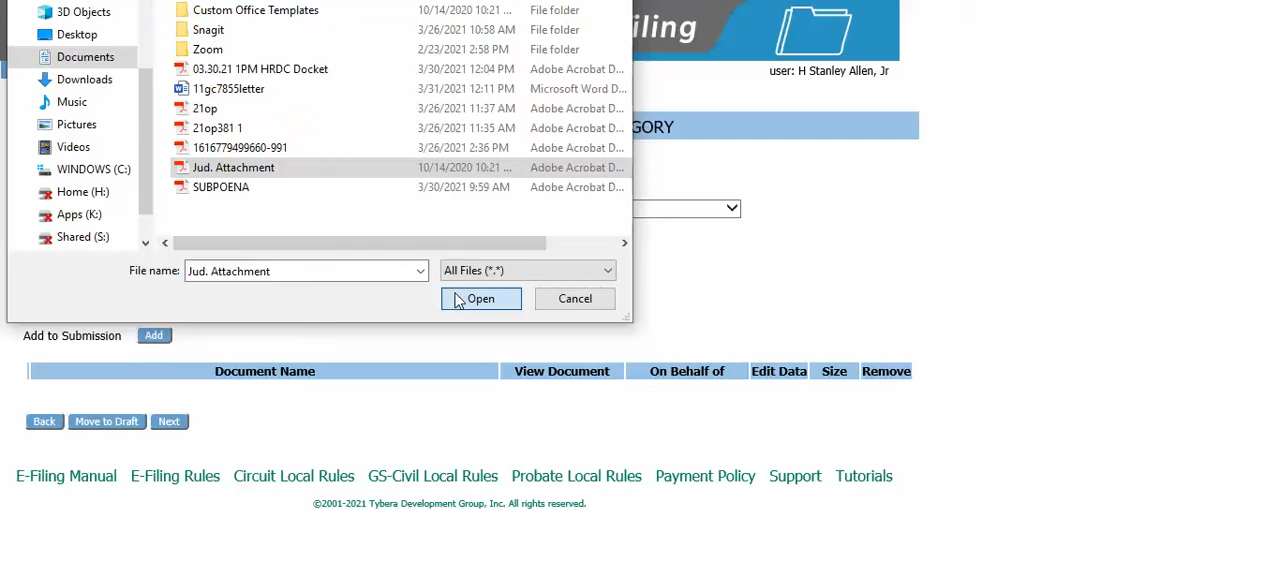 iling
user: H Stanley Allen, Jr
GORY
3D Objects
Desktop
Documents
Downloads
Music
Pictures
Videos
WINDOWS (C:)
Home (H:)
Apps (K:)
Shared (S:)
Custom Office Templates 10/14/2020 10:21 ... File folder
Snagit 3/26/2021 10:58 AM File folder
Zoom 2/23/2021 2:58 PM File folder
03.30.21 1PM HRDC Docket 3/30/2021 12:04 PM Adobe Acrobat D...
11gc7855letter 3/31/2021 12:11 PM Microsoft Word D...
21op 3/26/2021 11:37 AM Adobe Acrobat D...
21op381 1 3/26/2021 11:35 AM Adobe Acrobat D...
1616779499660-991 3/26/2021 2:36 PM Adobe Acrobat D...
Jud. Attachment 10/14/2020 10:21 ... Adobe Acrobat D...
SUBPOENA 3/30/2021 9:59 AM Adobe Acrobat D...
File name: Jud. Attachment All Files (*.*)
Open Cancel
Add to Submission Add
Document Name View Document On Behalf of Edit Data Size Remove
Back Move to Draft Next
E-Filing Manual E-Filing Rules Circuit Local Rules GS-Civil Local Rules Probate Local Rules Payment Policy Support Tutorials
©2001-2021 Tybera Development Group, Inc. All rights reserved.